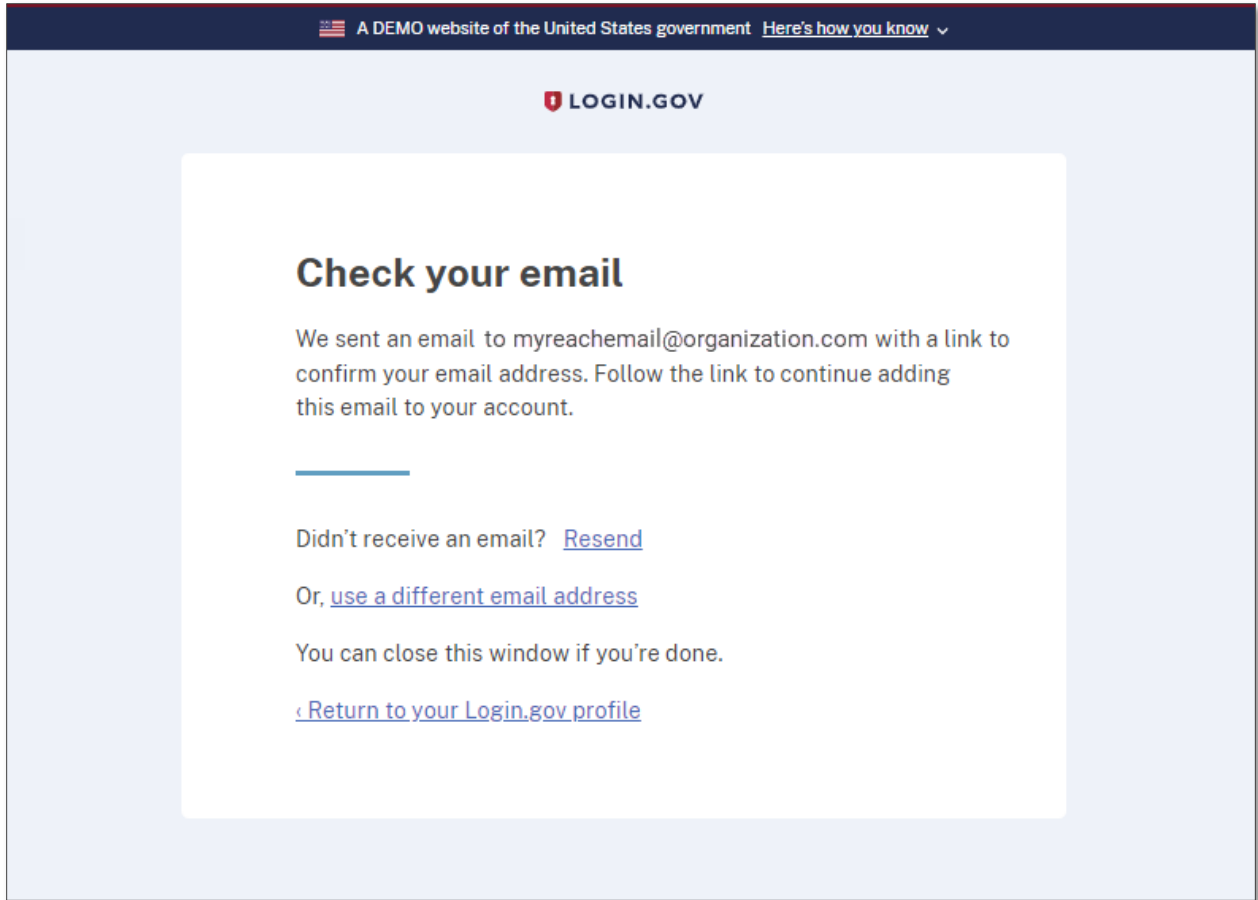 A DEMO website of the United States government Here's how you know
LOGIN.GOV
Check your email
We sent an email to myreachemail@organization.com with a link to
confirm your email address. Follow the link to continue adding
this email to your account.
Didn’t receive an email? Resend
Or, use a different email address
You can close this window if you’re done.
‹ Return to your Login.gov profile